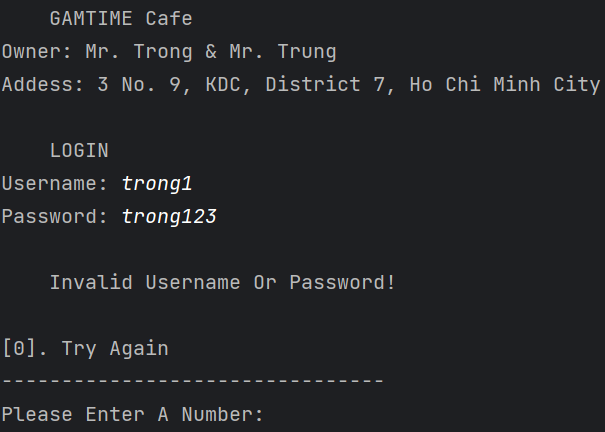 GAMTIME Cafe
Owner: Mr. Trong & Mr. Trung
Addess: 3 No. 9, KDC, District 7, Ho Chi Minh City
LOGIN
Username: trong1
Password: trong123
Invalid Username Or Password!
[0]. Try Again
--------------------------------
Please Enter A Number: